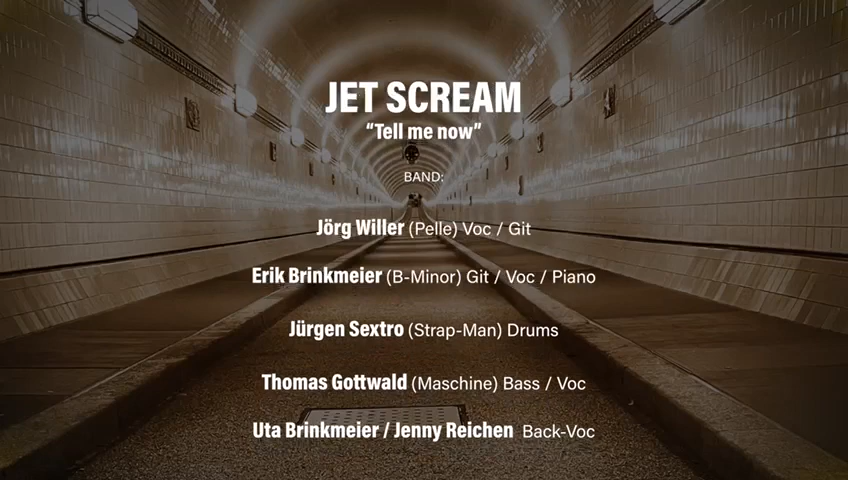 JET SCREAM
“Tell me now”
BAND:
Jörg Willer (Pelle) Voc / Git
Erik Brinkmeier (B-Minor) Git / Voc / Piano
Jürgen Sextro (Strap-Man) Drums
Thomas Gottwald (Maschine) Bass / Voc
Uta Brinkmeier / Jenny Reichen Back-Voc